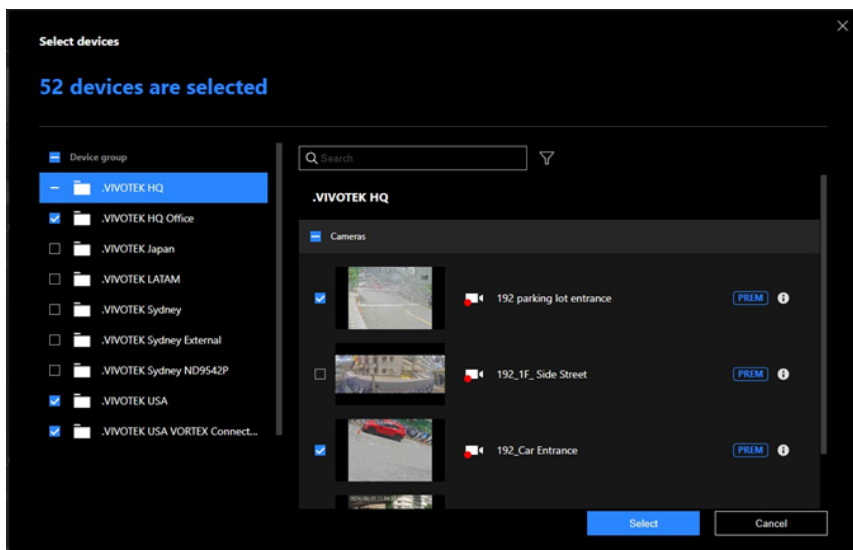 Select devices
52 devices are selected
Device group
.VIVOTEK HQ
.VIVOTEK HQ Office
.VIVOTEK Japan
.VIVOTEK LATAM
.VIVOTEK Sydney
.VIVOTEK Sydney External
.VIVOTEK Sydney ND9542P
.VIVOTEK USA
.VIVOTEK USA VORTEX Connect...
Search
.VIVOTEK HQ
Cameras
192 parking lot entrance PREM
192_1F_ Side Street PREM
192_Car Entrance PREM
Select Cancel